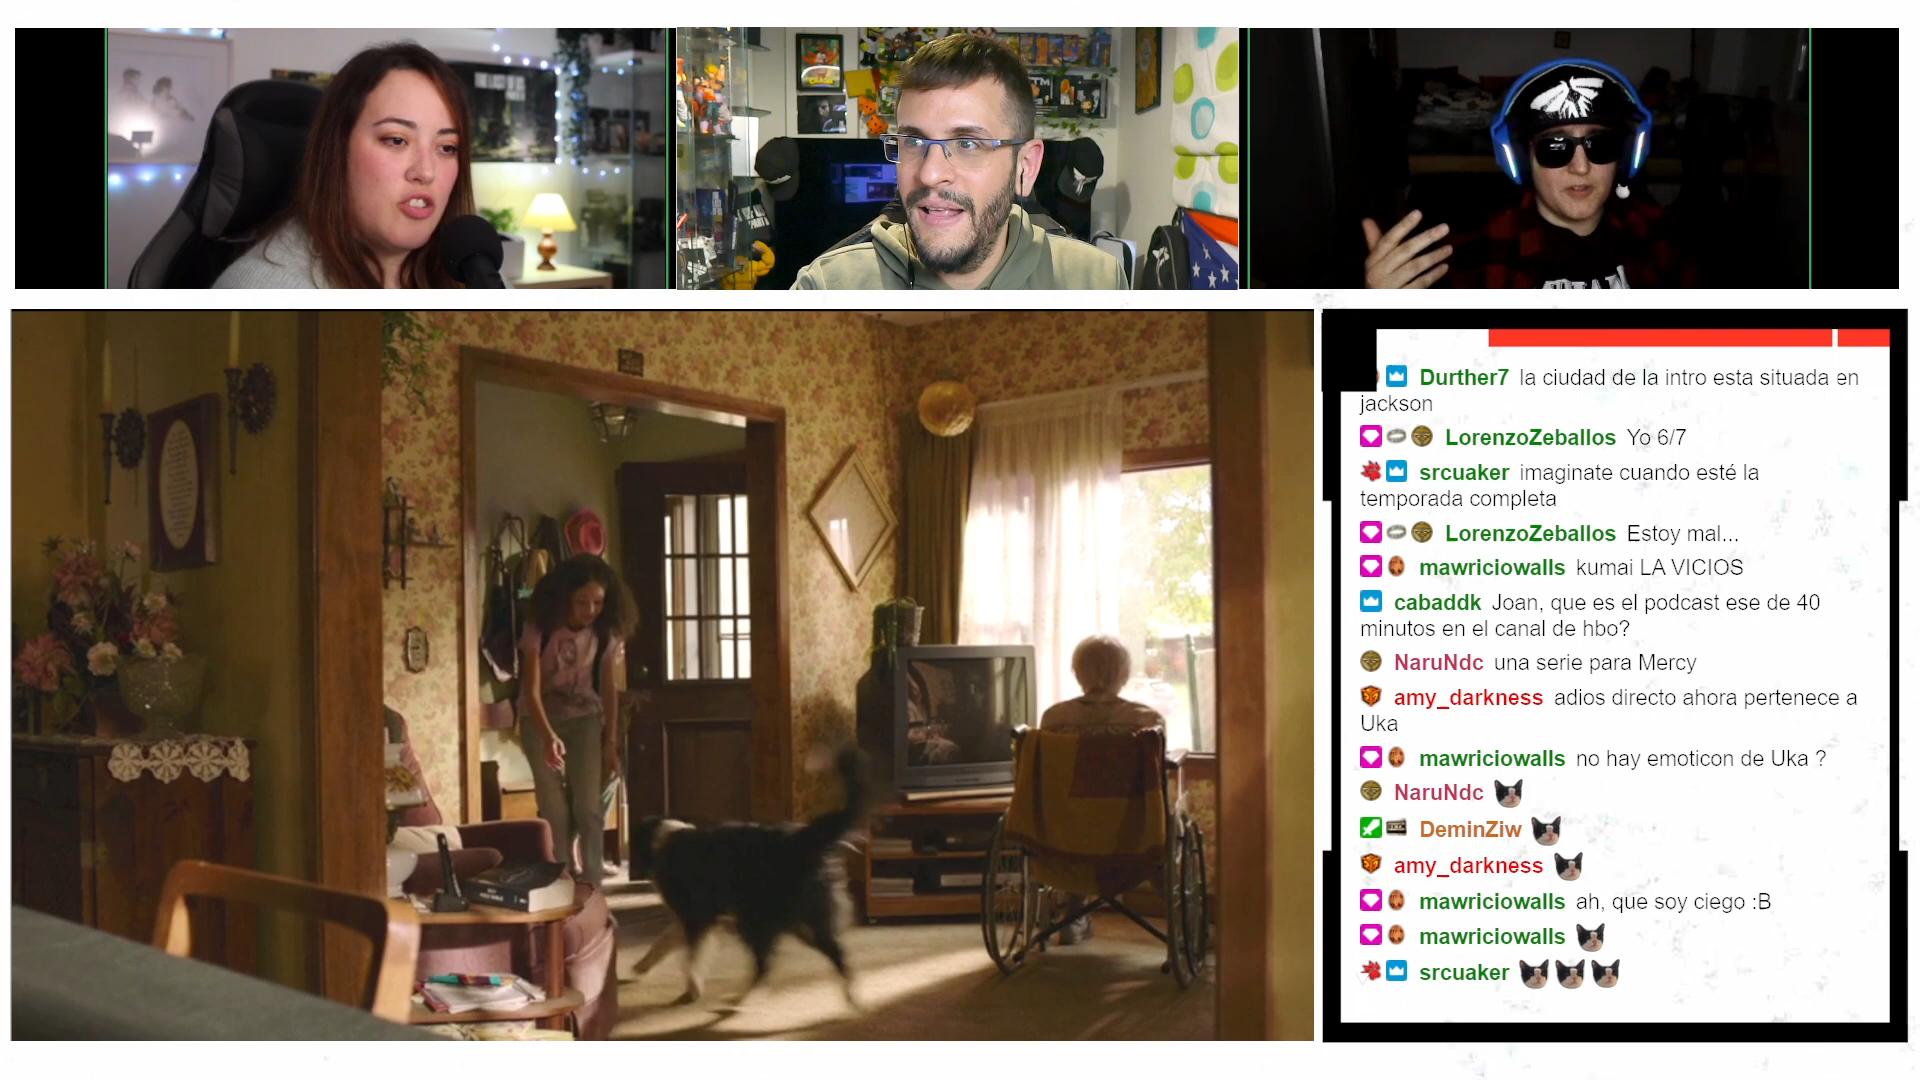 Durther7 la ciudad de la intro esta situada en
jackson
LorenzoZeballos Yo 6/7
srcuaker imaginate cuando esté la
temporada completa
LorenzoZeballos Estoy mal...
mawriciowalls kumai LA VICIOS
cabaddk Joan, que es el podcast ese de 40
minutos en el canal de hbo?
NaruNdc una serie para Mercy
amy_darkness adios directo ahora pertenece a
Uka
mawriciowalls no hay emoticon de Uka ?
NaruNdc
DeminZiw
amy_darkness
mawriciowalls ah, que soy ciego :B
mawriciowalls
srcuaker